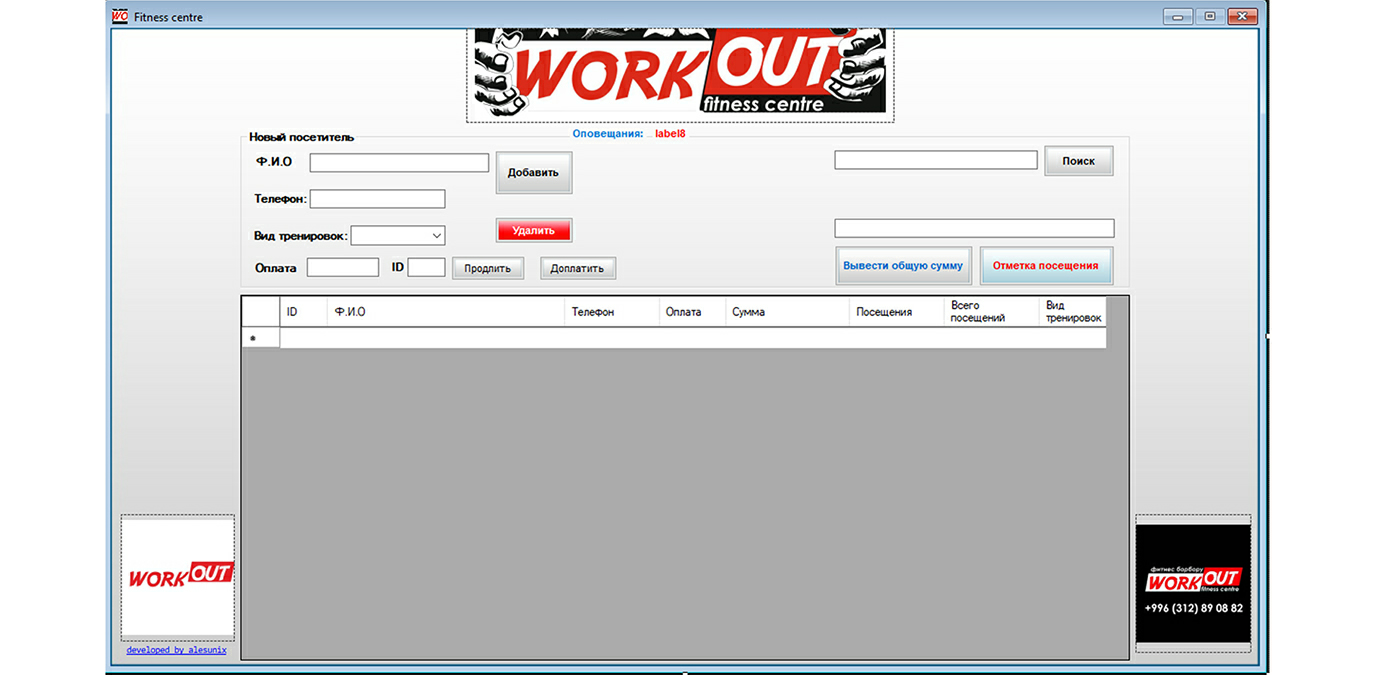 WO Fitness centre
WORK OUT
fitness centre
Новый посетитель
Оповещания: label8
Ф.И.О
Добавить
Поиск
Телефон:
Вид тренировок:
Удалить
Оплата
ID
Продлить
Доплатить
Вывести общую сумму
Отметка посещения
ID
Ф.И.О
Телефон
Оплата
Сумма
Посещения
Всего
посещений
Вид
тренировок
*
WORK OUT
developed by alesunix
фитнес борбору
WORK OUT
fitness centre
+996 (312) 89 08 82